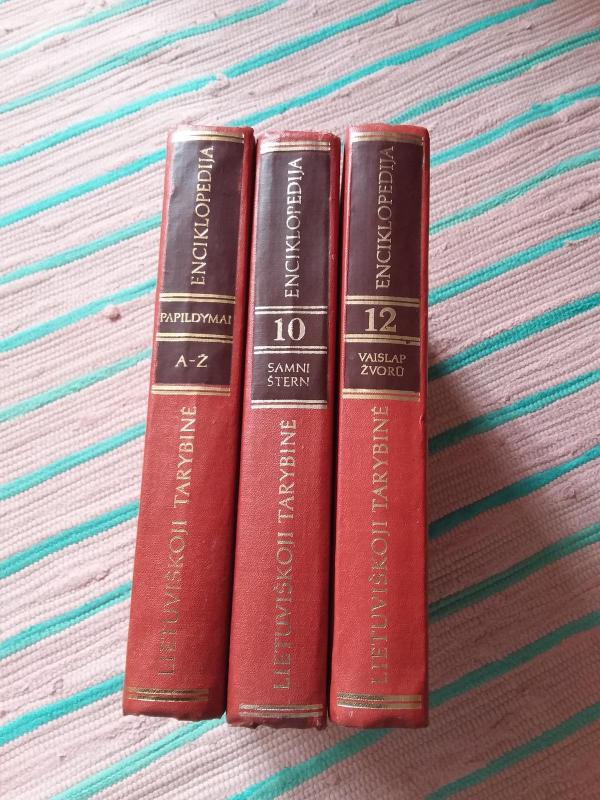 LIETUVIŠKOJI TARYBINĖ
ENCIKLOPEDIJA
PAPILDYMAI
A-Ž
LIETUVIŠKOJI TARYBINĖ
ENCIKLOPEDIJA
10
SAMNI
ŠTERN
LIETUVIŠKOJI TARYBINĖ
ENCIKLOPEDIJA
12
VAISLAP
ŽVORŪ